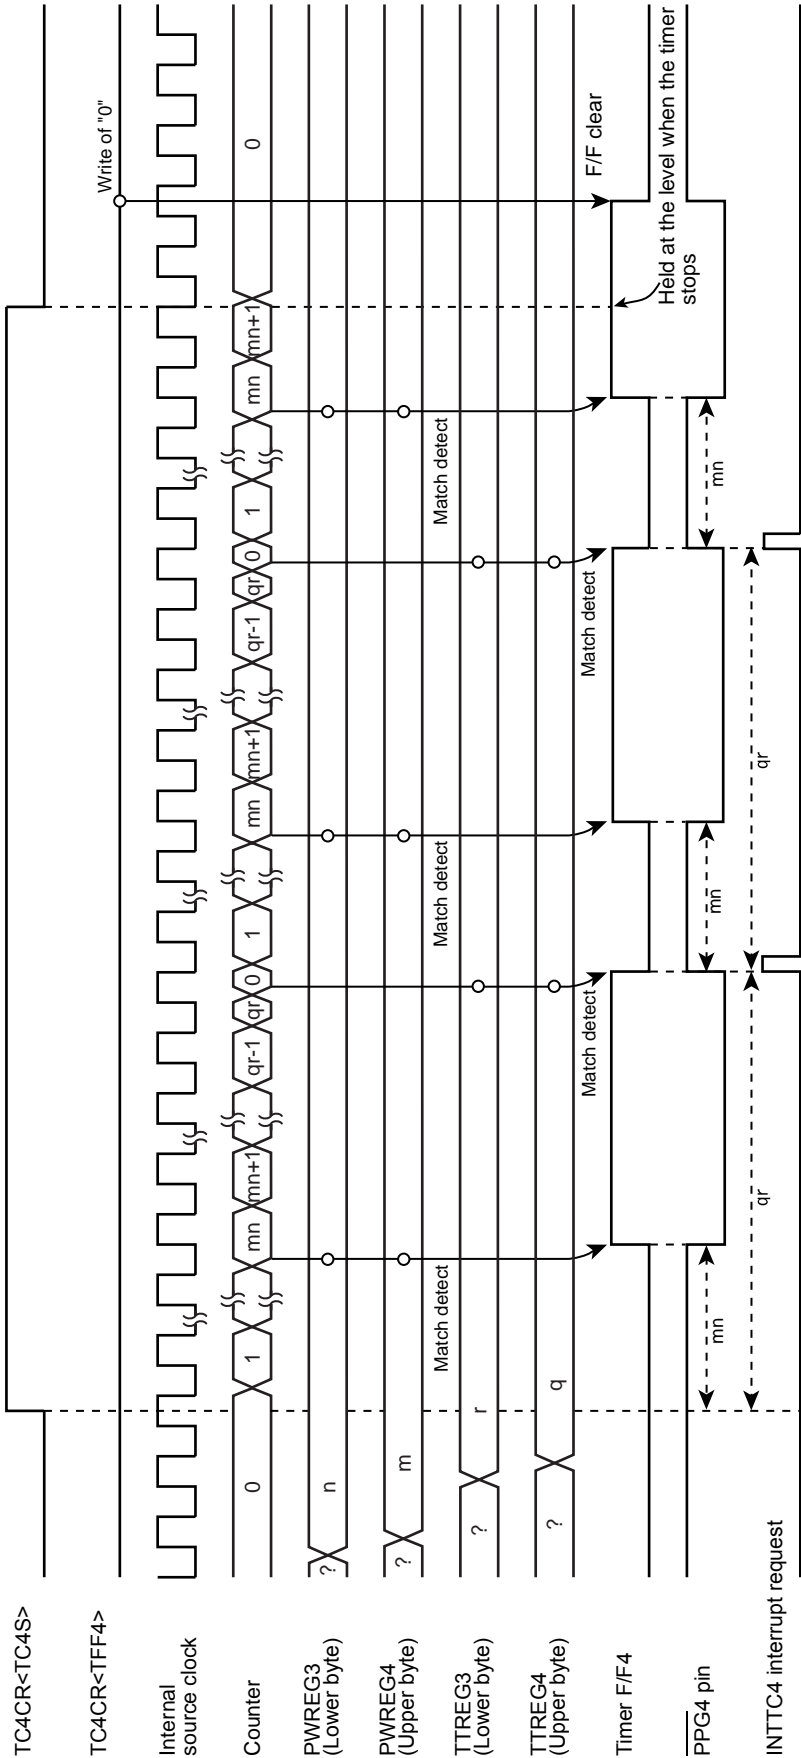 TC4CR<TC4S>
TC4CR<TFF4>
Write of "0"
Internal
source clock
Counter
0 1 mn mn+1 qr-1 qr 0 1 mn mn+1 qr-1 qr 0 1 mn mn+1 0
PWREG3
(Lower byte)
? n
PWREG4
(Upper byte)
? m
Match detect
Match detect
Match detect
TTREG3
(Lower byte)
? r
TTREG4
(Upper byte)
? q
Match detect
Match detect
F/F clear
Timer F/F4
Held at the level when the timer
stops
PPG4 pin
mn
mn
mn
qr
qr
INTTC4 interrupt request